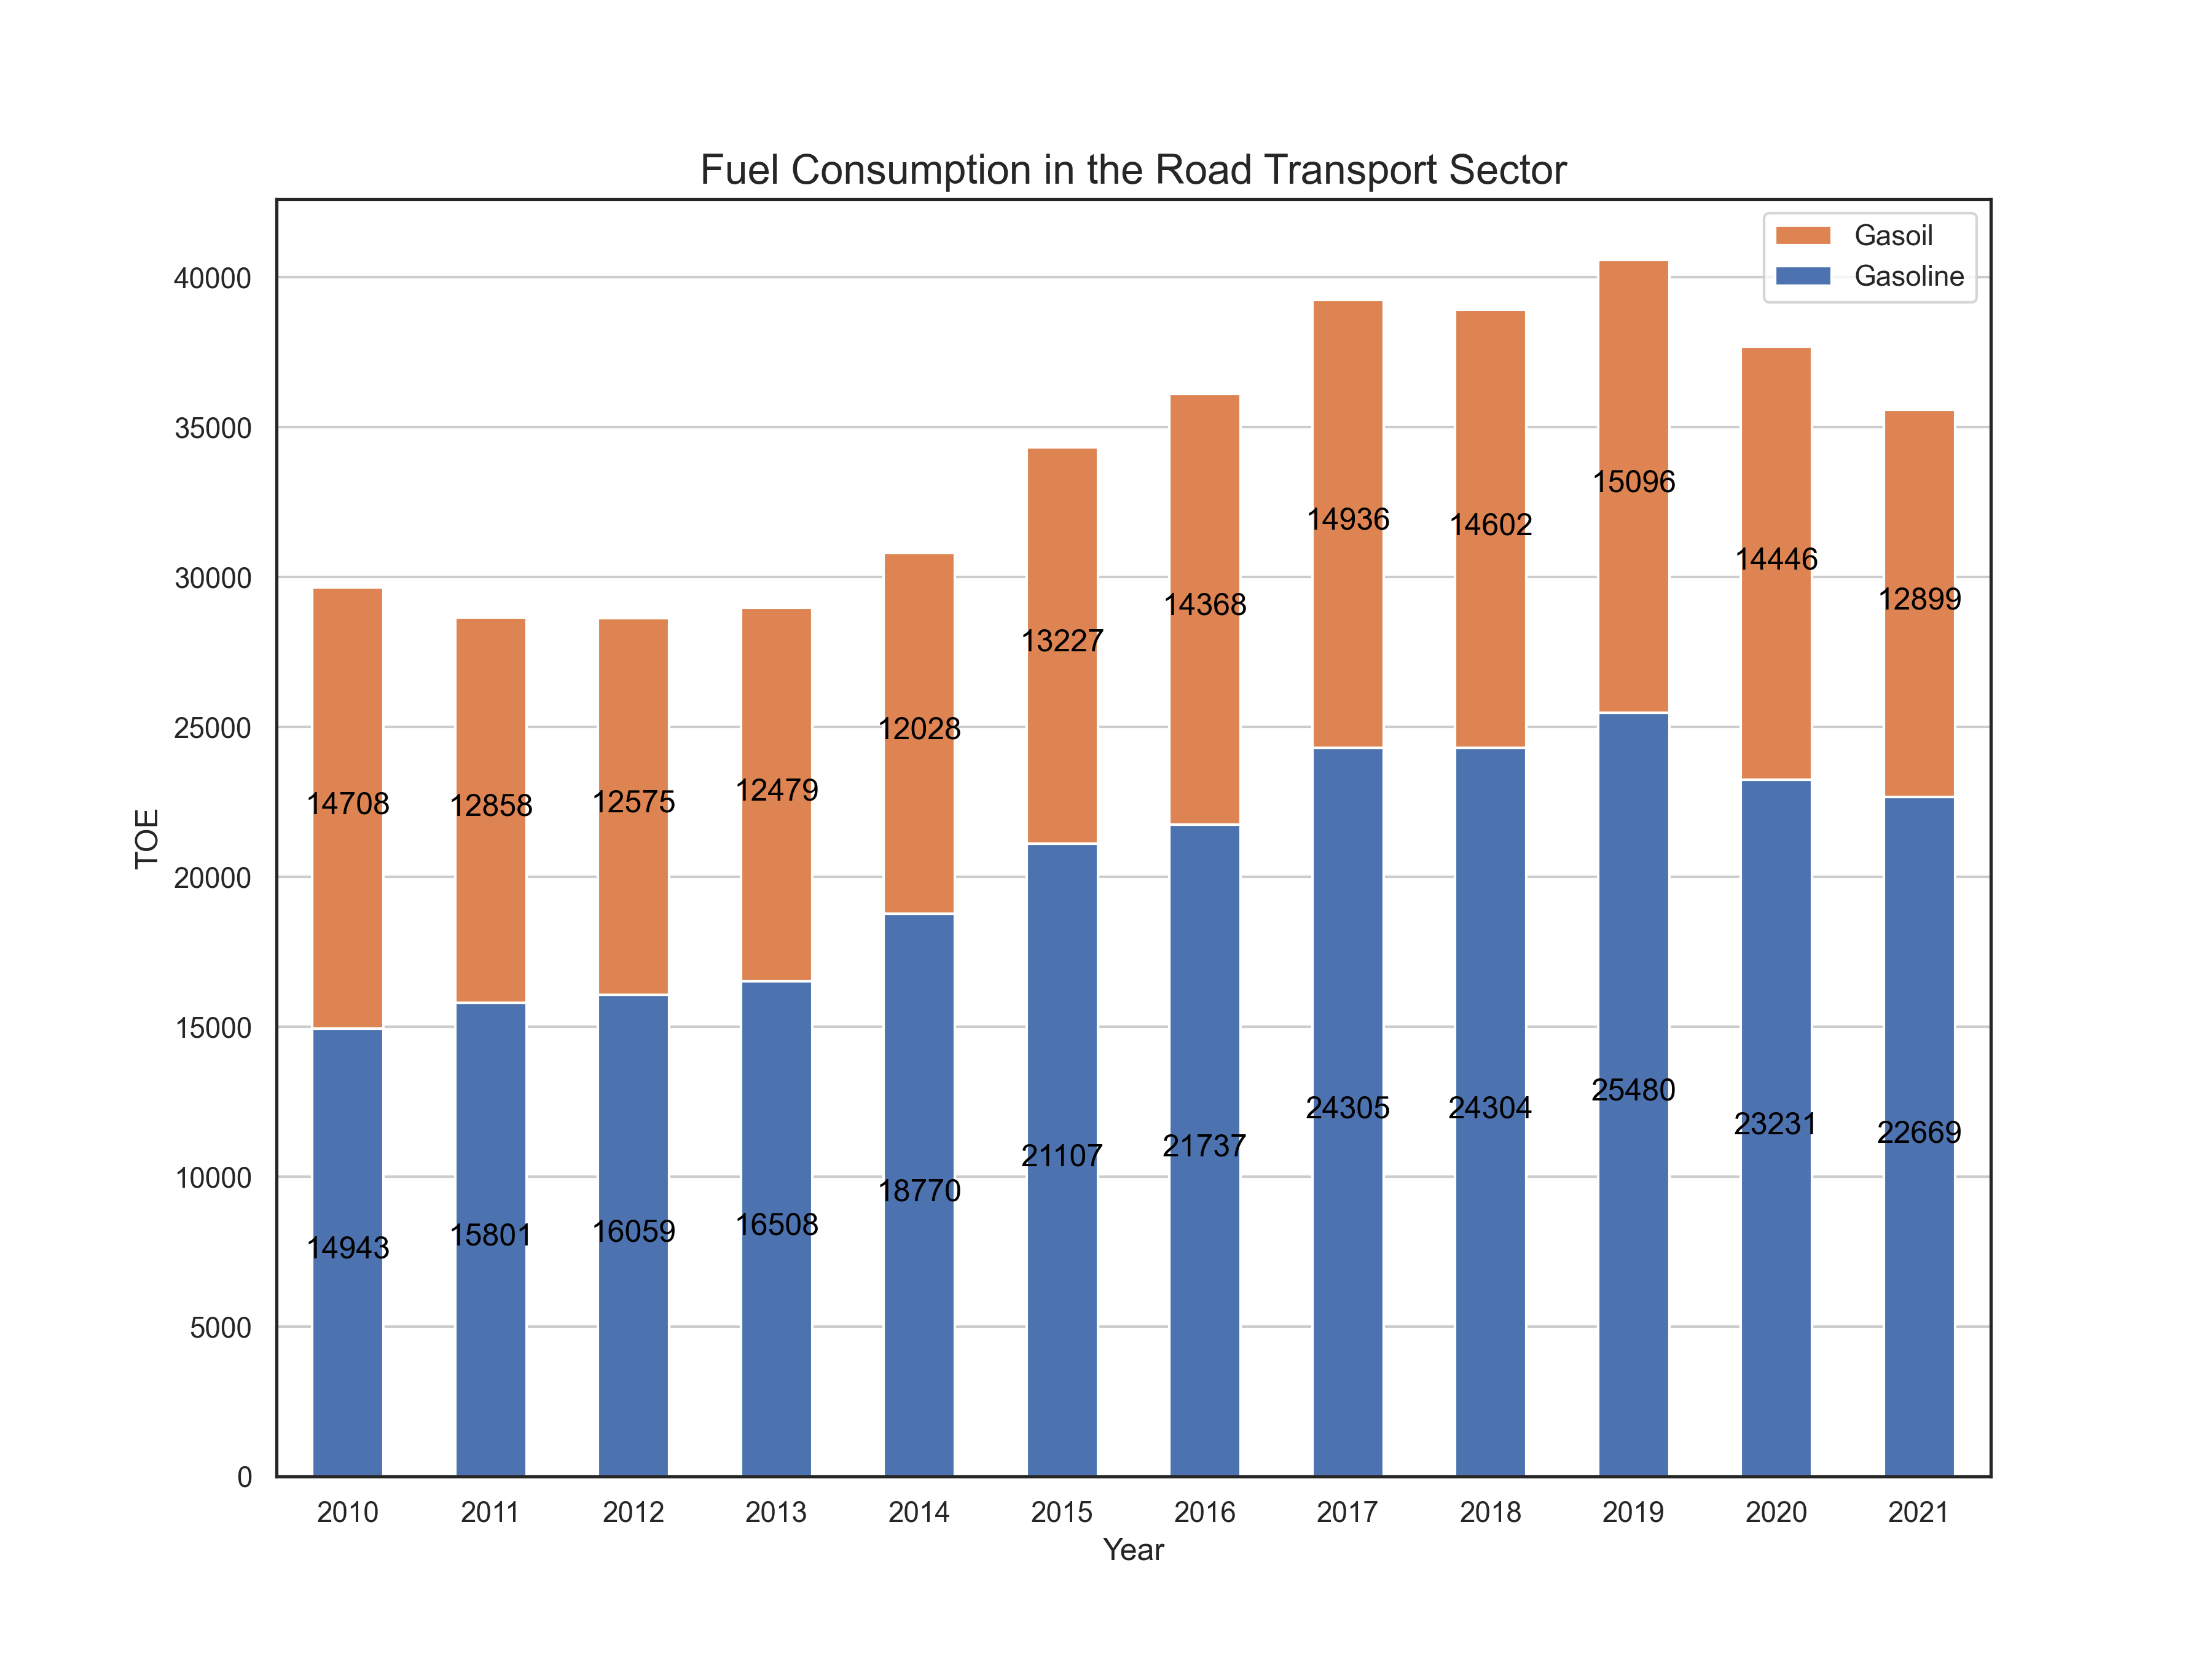 Fuel Consumption in the Road Transport Sector
Gasoil
Gasoline
40000
35000
30000
25000
20000
15000
10000
5000
0
TOE
14708 12858 12575 12479 12028 13227 14368 14936 14602 15096 14446 12899
14943 15801 16059 16508 18770 21107 21737 24305 24304 25480 23231 22669
2010 2011 2012 2013 2014 2015 2016 2017 2018 2019 2020 2021
Year